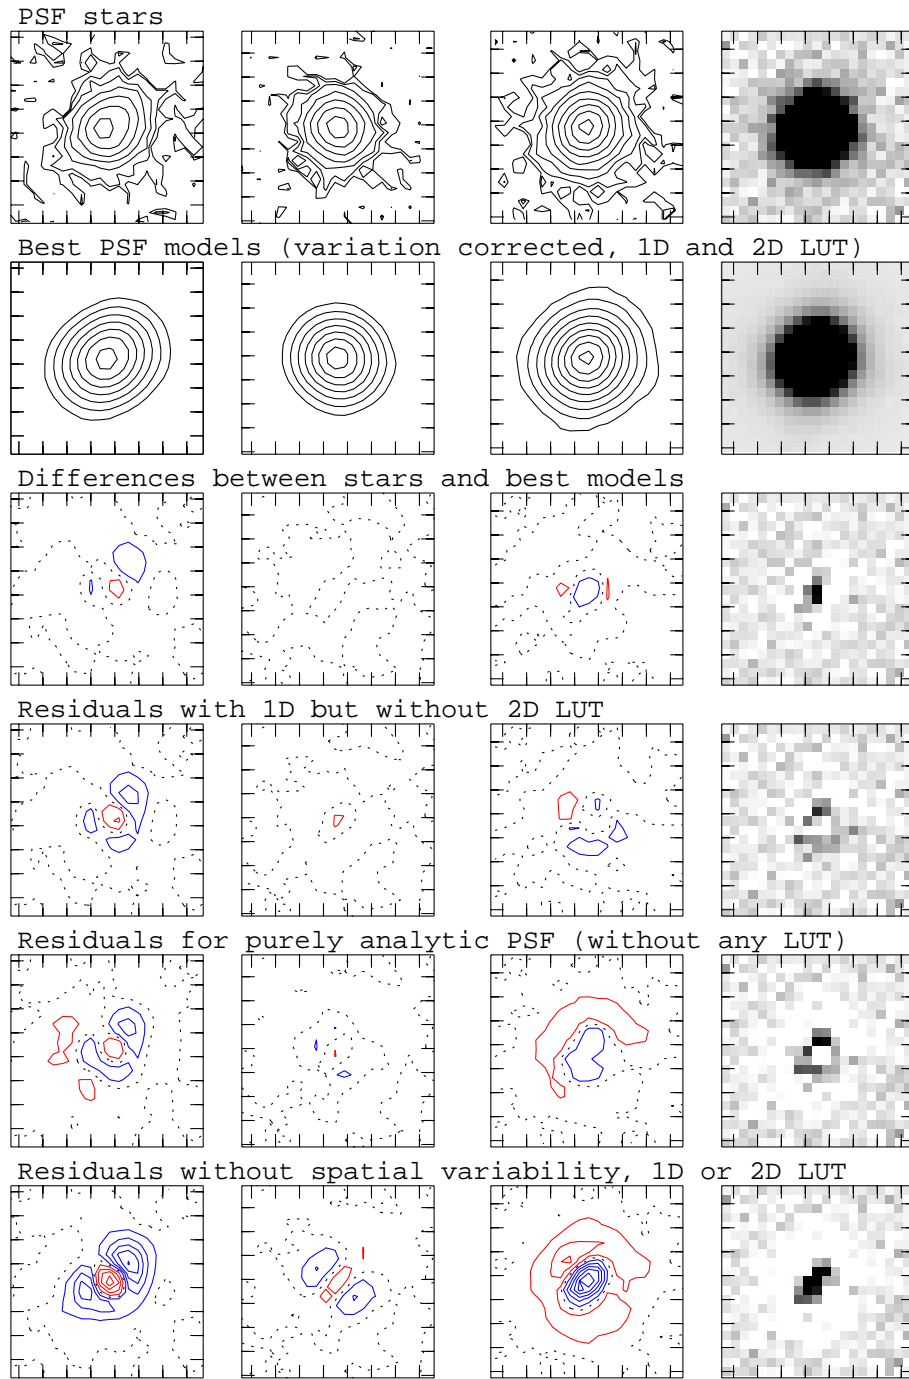 PSF stars
Best PSF models (variation corrected, 1D and 2D LUT)
Differences between stars and best models
Residuals with 1D but without 2D LUT
Residuals for purely analytic PSF (without any LUT)
Residuals without spatial variability, 1D or 2D LUT